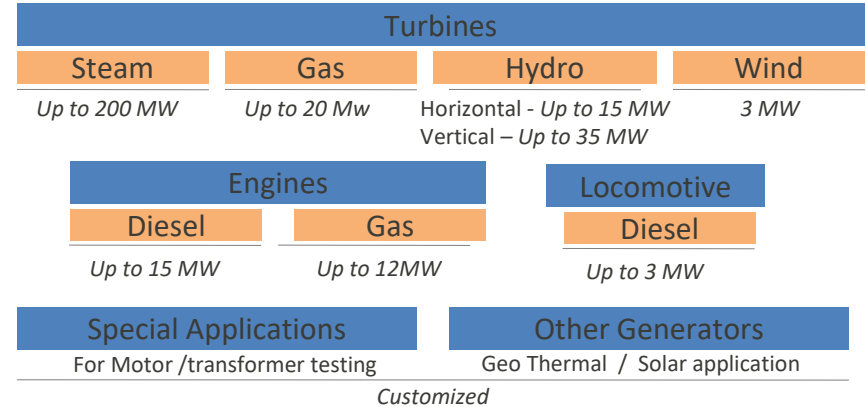 Turbines
Steam Gas Hydro Wind
Up to 200 MW Up to 20 Mw Horizontal - Up to 15 MW 3 MW
Vertical – Up to 35 MW
Engines Locomotive
Diesel Gas Diesel
Up to 15 MW Up to 12MW Up to 3 MW
Special Applications Other Generators
For Motor /transformer testing Geo Thermal / Solar application
Customized